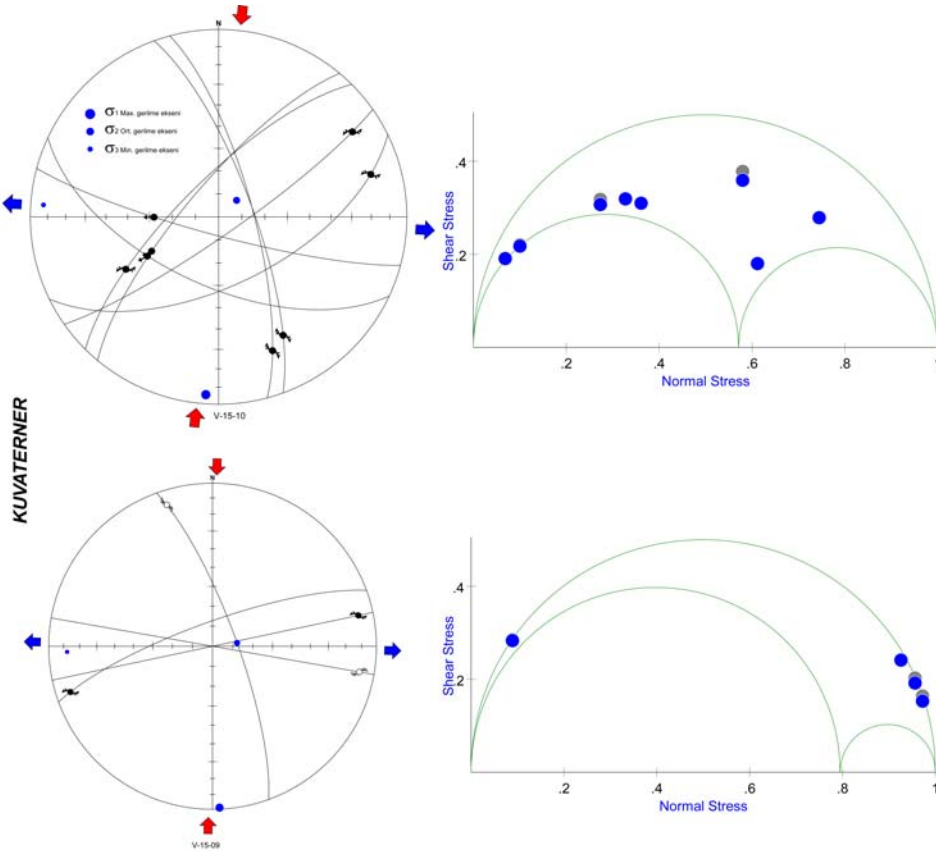 N
σ1 Max. gerilme ekseni
σ2 Ort. gerilme ekseni
σ3 Min. gerilme ekseni
V-15-10
.4
.2
Shear Stress
.2
.4
.6
.8
1
Normal Stress
KUVATERNER
N
V-15-09
.4
.2
Shear Stress
.2
.4
.6
.8
1
Normal Stress